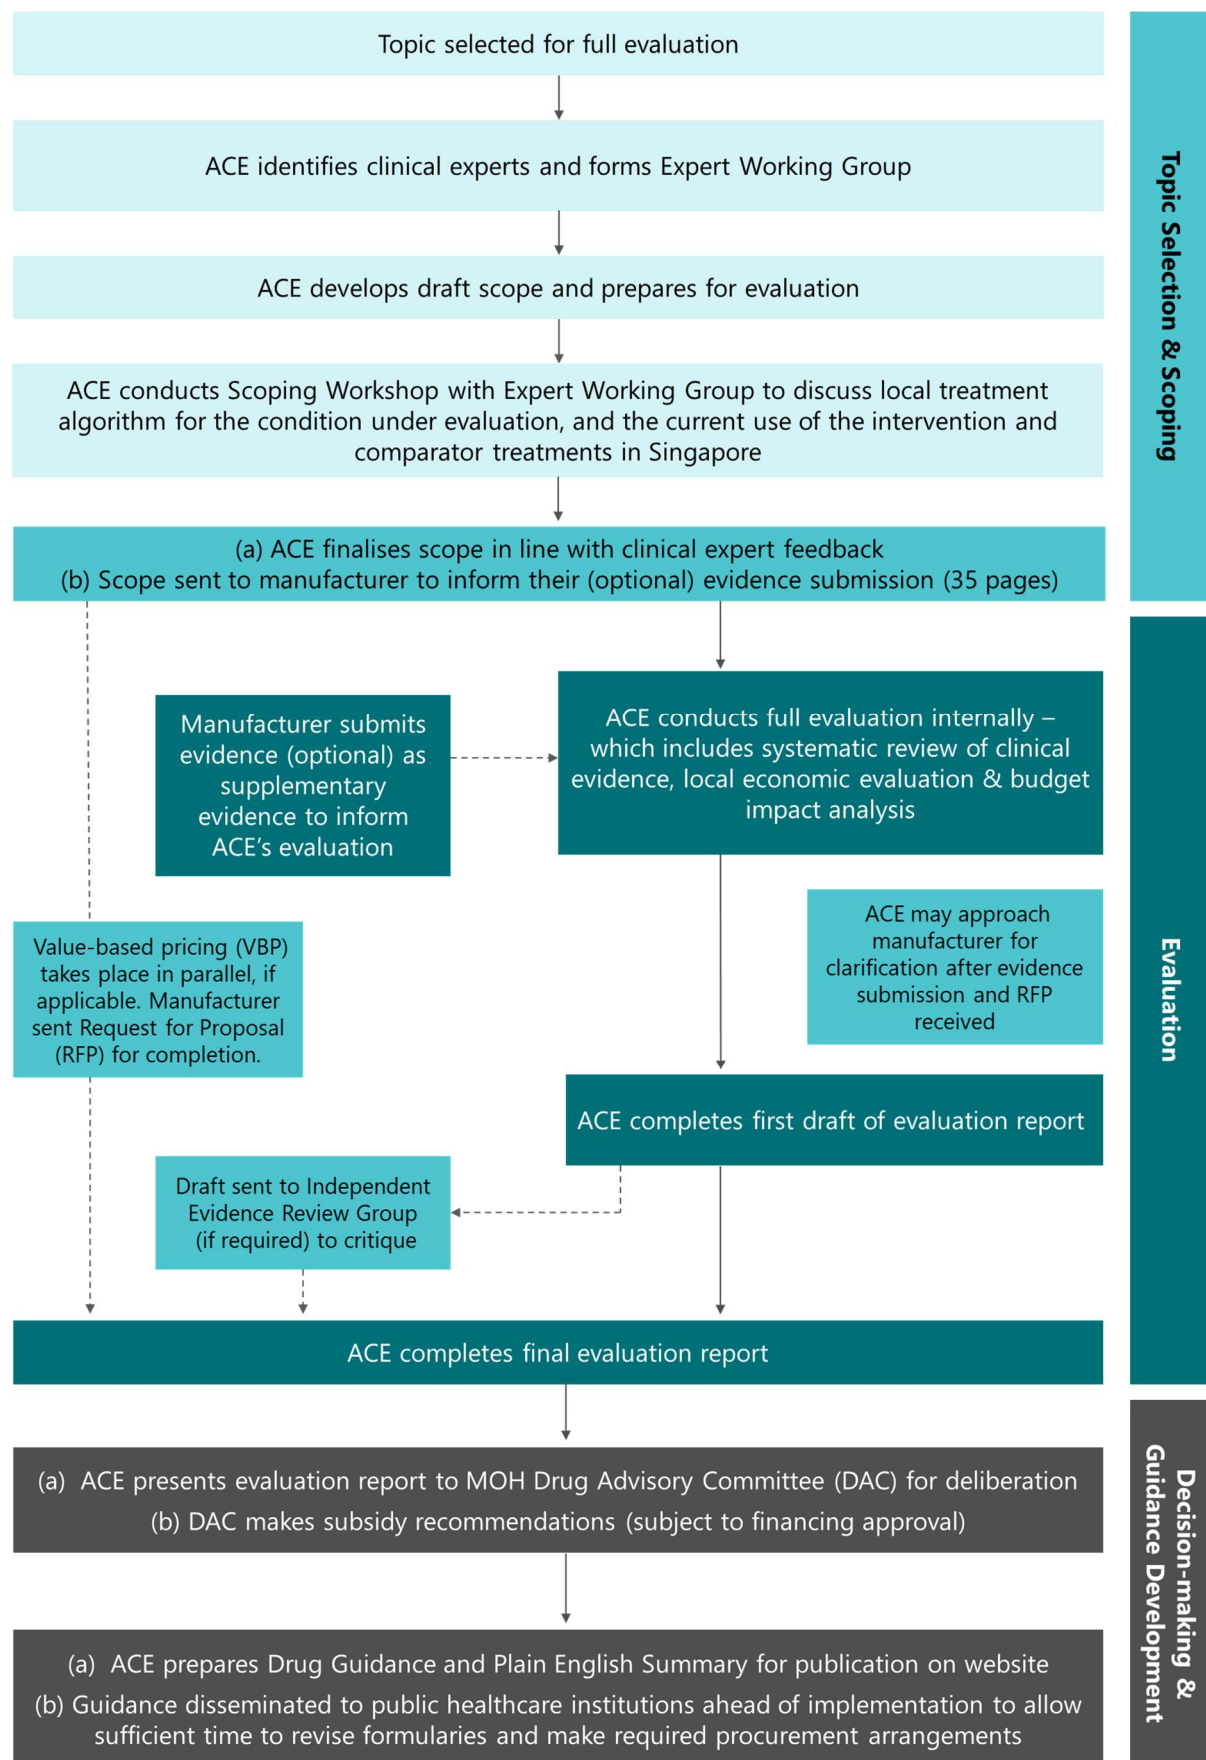 Topic selected for full evaluation
ACE identifies clinical experts and forms Expert Working Group
ACE develops draft scope and prepares for evaluation
ACE conducts Scoping Workshop with Expert Working Group to discuss local treatment
algorithm for the condition under evaluation, and the current use of the intervention and
comparator treatments in Singapore
(a) ACE finalises scope in line with clinical expert feedback
(b) Scope sent to manufacturer to inform their (optional) evidence submission (35 pages)
Topic Selection & Scoping
Manufacturer submits
evidence (optional) as
supplementary
evidence to inform
ACE's evaluation
ACE conducts full evaluation internally –
which includes systematic review of clinical
evidence, local economic evaluation & budget
impact analysis
Value-based pricing (VBP)
takes place in parallel, if
applicable. Manufacturer
sent Request for Proposal
(RFP) for completion.
ACE may approach
manufacturer for
clarification after evidence
submission and RFP
received
ACE completes first draft of evaluation report
Draft sent to Independent
Evidence Review Group
(if required) to critique
ACE completes final evaluation report
Evaluation
(a) ACE presents evaluation report to MOH Drug Advisory Committee (DAC) for deliberation
(b) DAC makes subsidy recommendations (subject to financing approval)
(a) ACE prepares Drug Guidance and Plain English Summary for publication on website
(b) Guidance disseminated to public healthcare institutions ahead of implementation to allow
sufficient time to revise formularies and make required procurement arrangements
Decision-making &
Guidance Development